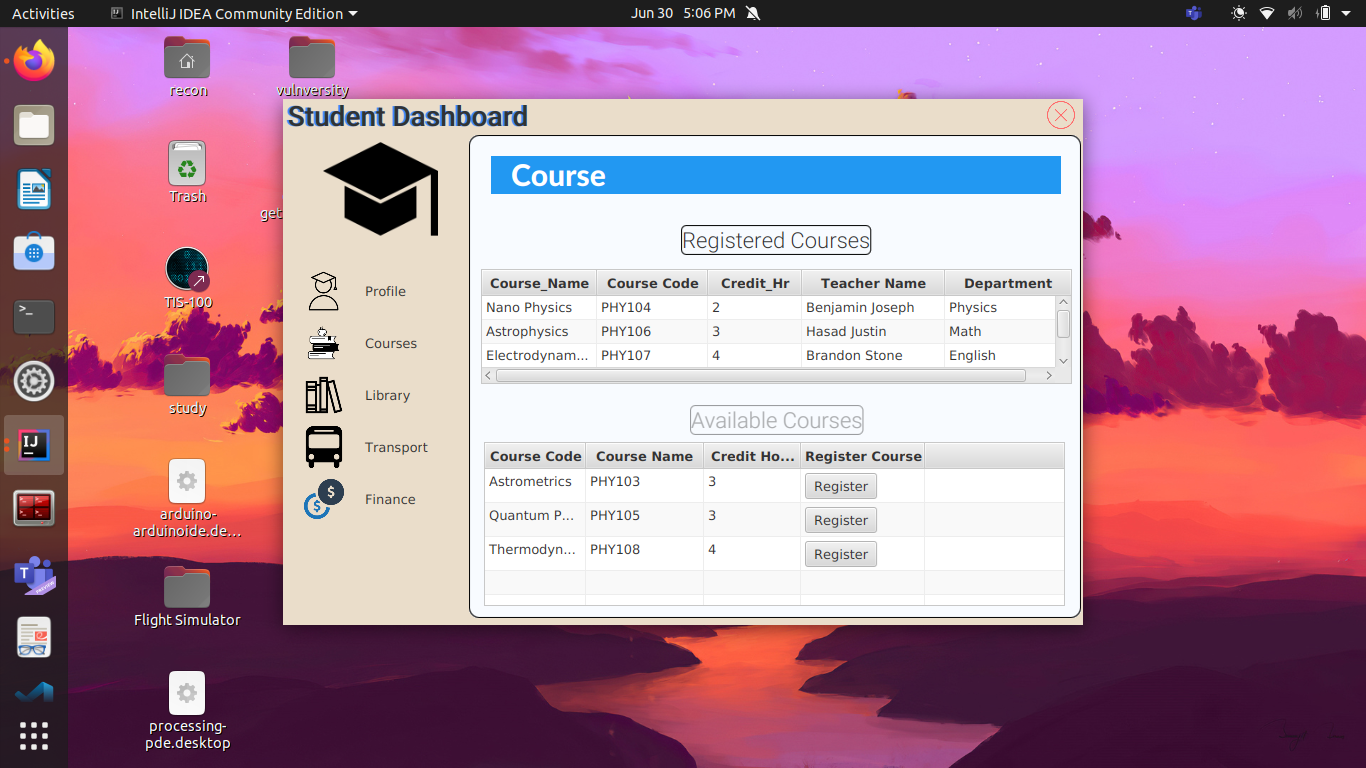 Activities
IntelliJ IDEA Community Edition
Jun 30 5:06 PM
recon
vulnversity
Trash
get
TIS-100
study
arduino-
arduinoide.de...
Flight Simulator
processing-
pde.desktop
Student Dashboard
Profile
Courses
Library
Transport
Finance
Course
Registered Courses
Course_Name Course Code Credit_Hr Teacher Name Department
Nano Physics PHY104 2 Benjamin Joseph Physics
Astrophysics PHY106 3 Hasad Justin Math
Electrodynam... PHY107 4 Brandon Stone English
Available Courses
Course Code Course Name Credit Ho... Register Course
Astrometrics PHY103 3 Register
Quantum P... PHY105 3 Register
Thermodyn... PHY108 4 Register